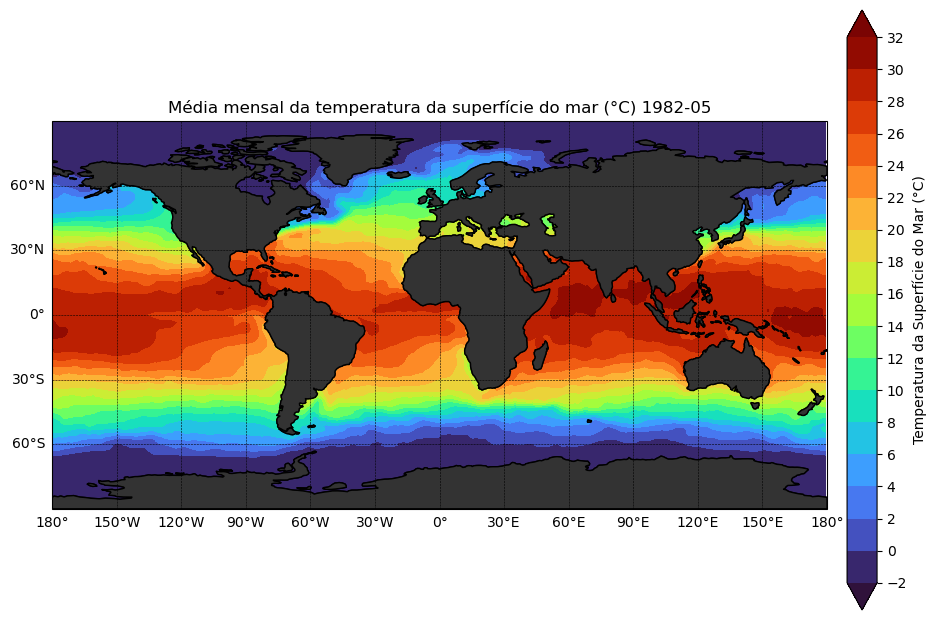 Média mensal da temperatura da superfície do mar (°C) 1982-05
60°N
30°N
0°
30°S
60°S
180°
150°W
120°W
90°W
60°W
30°W
0°
30°E
60°E
90°E
120°E
150°E
180°
32
30
28
26
24
22
20
18
16
14
12
10
8
6
4
2
0
−2
Temperatura da Superfície do Mar (°C)